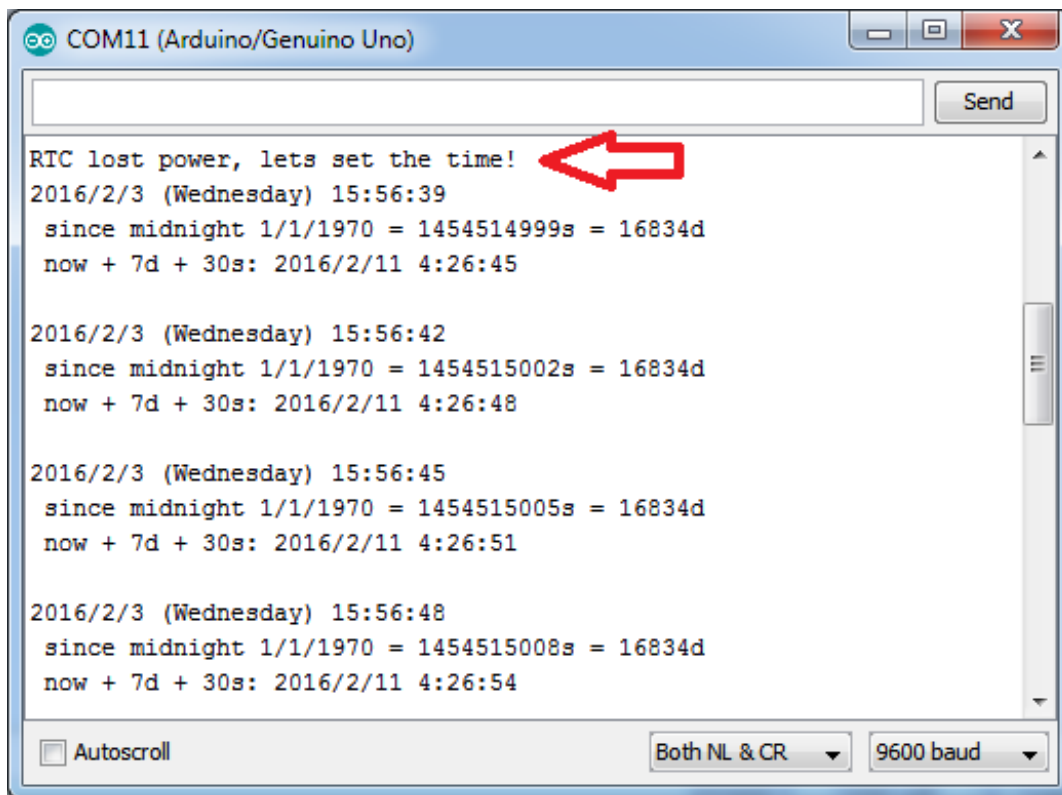 COM11 (Arduino/Genuino Uno)
Send
RTC lost power, lets set the time!
2016/2/3 (Wednesday) 15:56:39
since midnight 1/1/1970 = 1454514999s = 16834d
now + 7d + 30s: 2016/2/11 4:26:45
2016/2/3 (Wednesday) 15:56:42
since midnight 1/1/1970 = 1454515002s = 16834d
now + 7d + 30s: 2016/2/11 4:26:48
2016/2/3 (Wednesday) 15:56:45
since midnight 1/1/1970 = 1454515005s = 16834d
now + 7d + 30s: 2016/2/11 4:26:51
2016/2/3 (Wednesday) 15:56:48
since midnight 1/1/1970 = 1454515008s = 16834d
now + 7d + 30s: 2016/2/11 4:26:54
Autoscroll
Both NL & CR
9600 baud